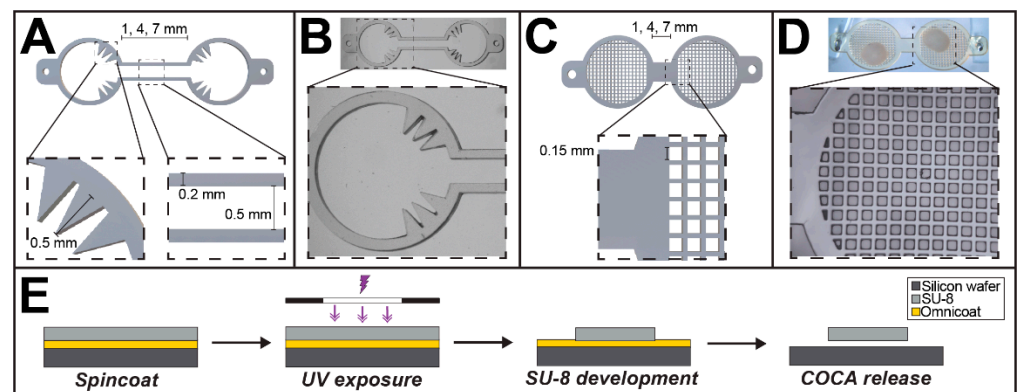 A
1, 4, 7 mm
0.5 mm
0.2 mm
0.5 mm
B
C
1, 4, 7 mm
0.15 mm
D
E
Silicon wafer
SU-8
Omnicoat
Spincoat
UV exposure
SU-8 development
COCA release